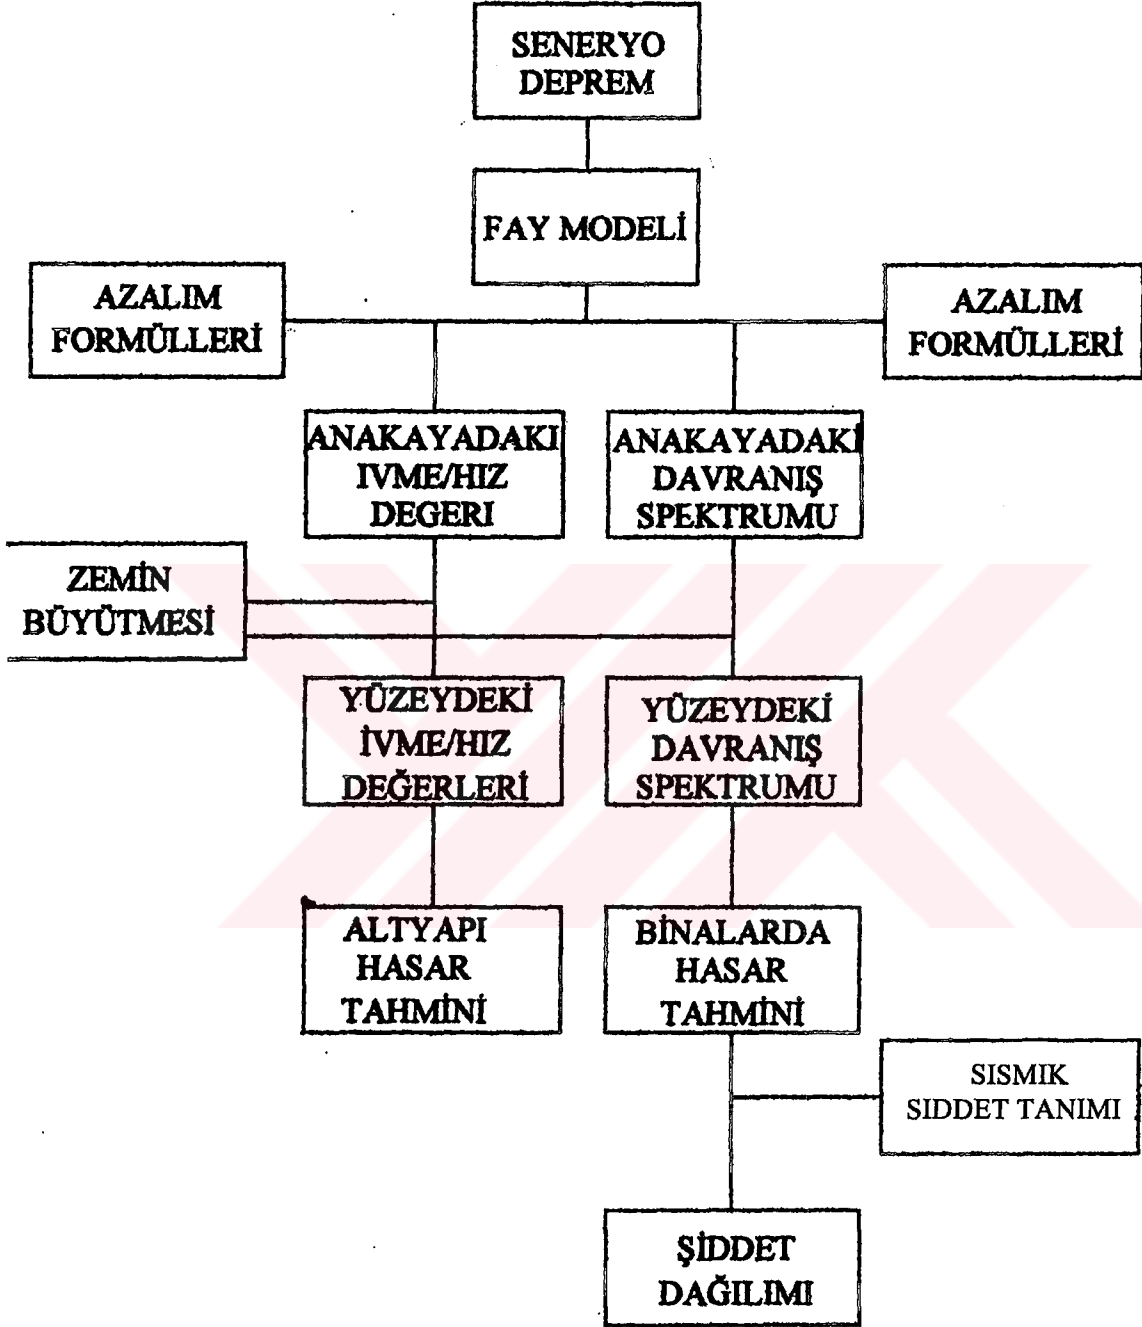 SENERYO
DEPREM
FAY MODELİ
AZALIM
FORMÜLLERİ
AZALIM
FORMÜLLERİ
ANAKAYADAKI
IVME/HIZ
DEGERI
ANAKAYADAKİ
DAVRANIŞ
SPEKTRUMU
ZEMİN
BÜYÜTMESİ
YÜZEYDEKİ
İVME/HIZ
DEĞERLERİ
YÜZEYDEKİ
DAVRANIŞ
SPEKTRUMU
ALTYAPI
HASAR
TAHMİNİ
BİNALARDA
HASAR
TAHMİNİ
SISMIK
SIDDET TANIMI
ŞİDDET
DAĞILIMI